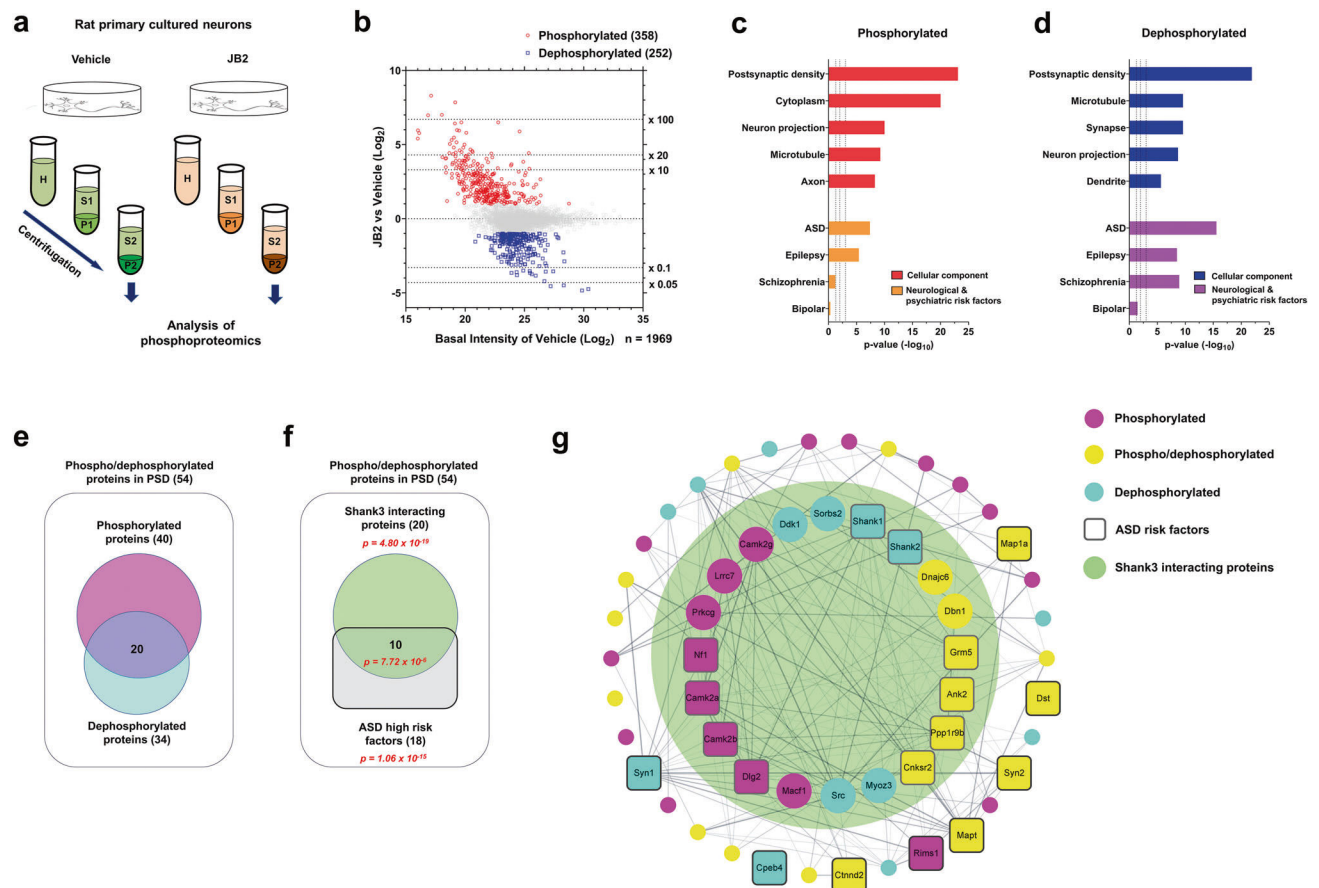 a
Rat primary cultured neurons
Vehicle
JB2
H
S1
P1
S2
P2
H
S1
P1
S2
P2
Centrifugation
Analysis of
phosphoproteomics
b
Phosphorylated (358)
Dephosphorylated (252)
JB2 vs Vehicle (Log2)
10
5
0
-5
x 100
x 20
x 10
x 0.1
x 0.05
15
20
25
30
35
Basal Intensity of Vehicle (Log2) n = 1969
c
Phosphorylated
Postsynaptic density
Cytoplasm
Neuron projection
Microtubule
Axon
ASD
Epilepsy
Schizophrenia
Bipolar
Cellular component
Neurological &
psychiatric risk factors
0
5
10
15
20
25
p-value (-log10)
d
Dephosphorylated
Postsynaptic density
Microtubule
Synapse
Neuron projection
Dendrite
ASD
Epilepsy
Schizophrenia
Bipolar
Cellular component
Neurological &
psychiatric risk factors
0
5
10
15
20
25
p-value (-log10)
e
Phospho/dephosphorylated
proteins in PSD (54)
Phosphorylated
proteins (40)
20
Dephosphorylated
proteins (34)
f
Phospho/dephosphorylated
proteins in PSD (54)
Shank3 interacting
proteins (20)
p = 4.80 x 10-19
10
p = 7.72 x 10-8
ASD high risk
factors (18)
p = 1.06 x 10-15
g
Phosphorylated
Phospho/dephosphorylated
Dephosphorylated
ASD risk factors
Shank3 interacting proteins
Sorbs2
Ddk1
Shank1
Camk2g
Shank2
Map1a
Lrrc7
Dnajc6
Prkcg
Dbn1
Nf1
Grm5
Camk2a
Ank2
Dst
Camk2b
Ppp1r9b
Syn1
Dlg2
Cnksr2
Syn2
Macf1
Src
Myoz3
Mapt
Rims1
Cpeb4
Ctnnd2